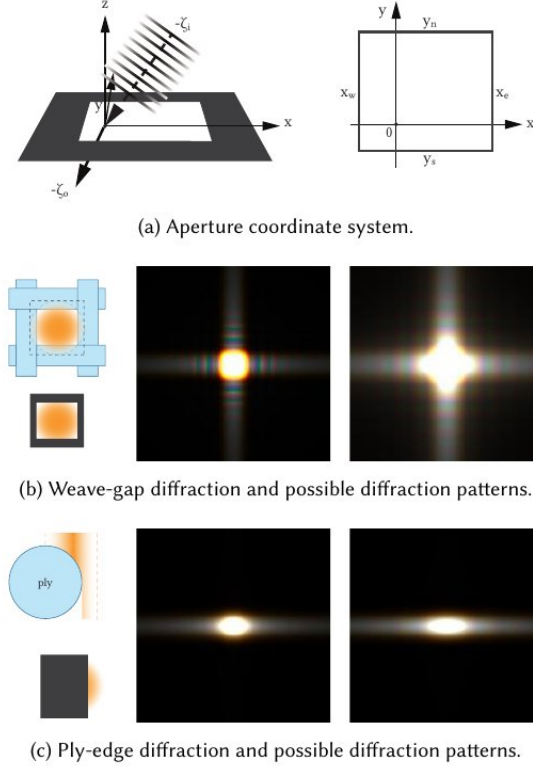 z
-ζi
y
x
-ζo
y
yn
xw
xe
0
x
ys
(a) Aperture coordinate system.
(b) Weave-gap diffraction and possible diffraction patterns.
ply
(c) Ply-edge diffraction and possible diffraction patterns.